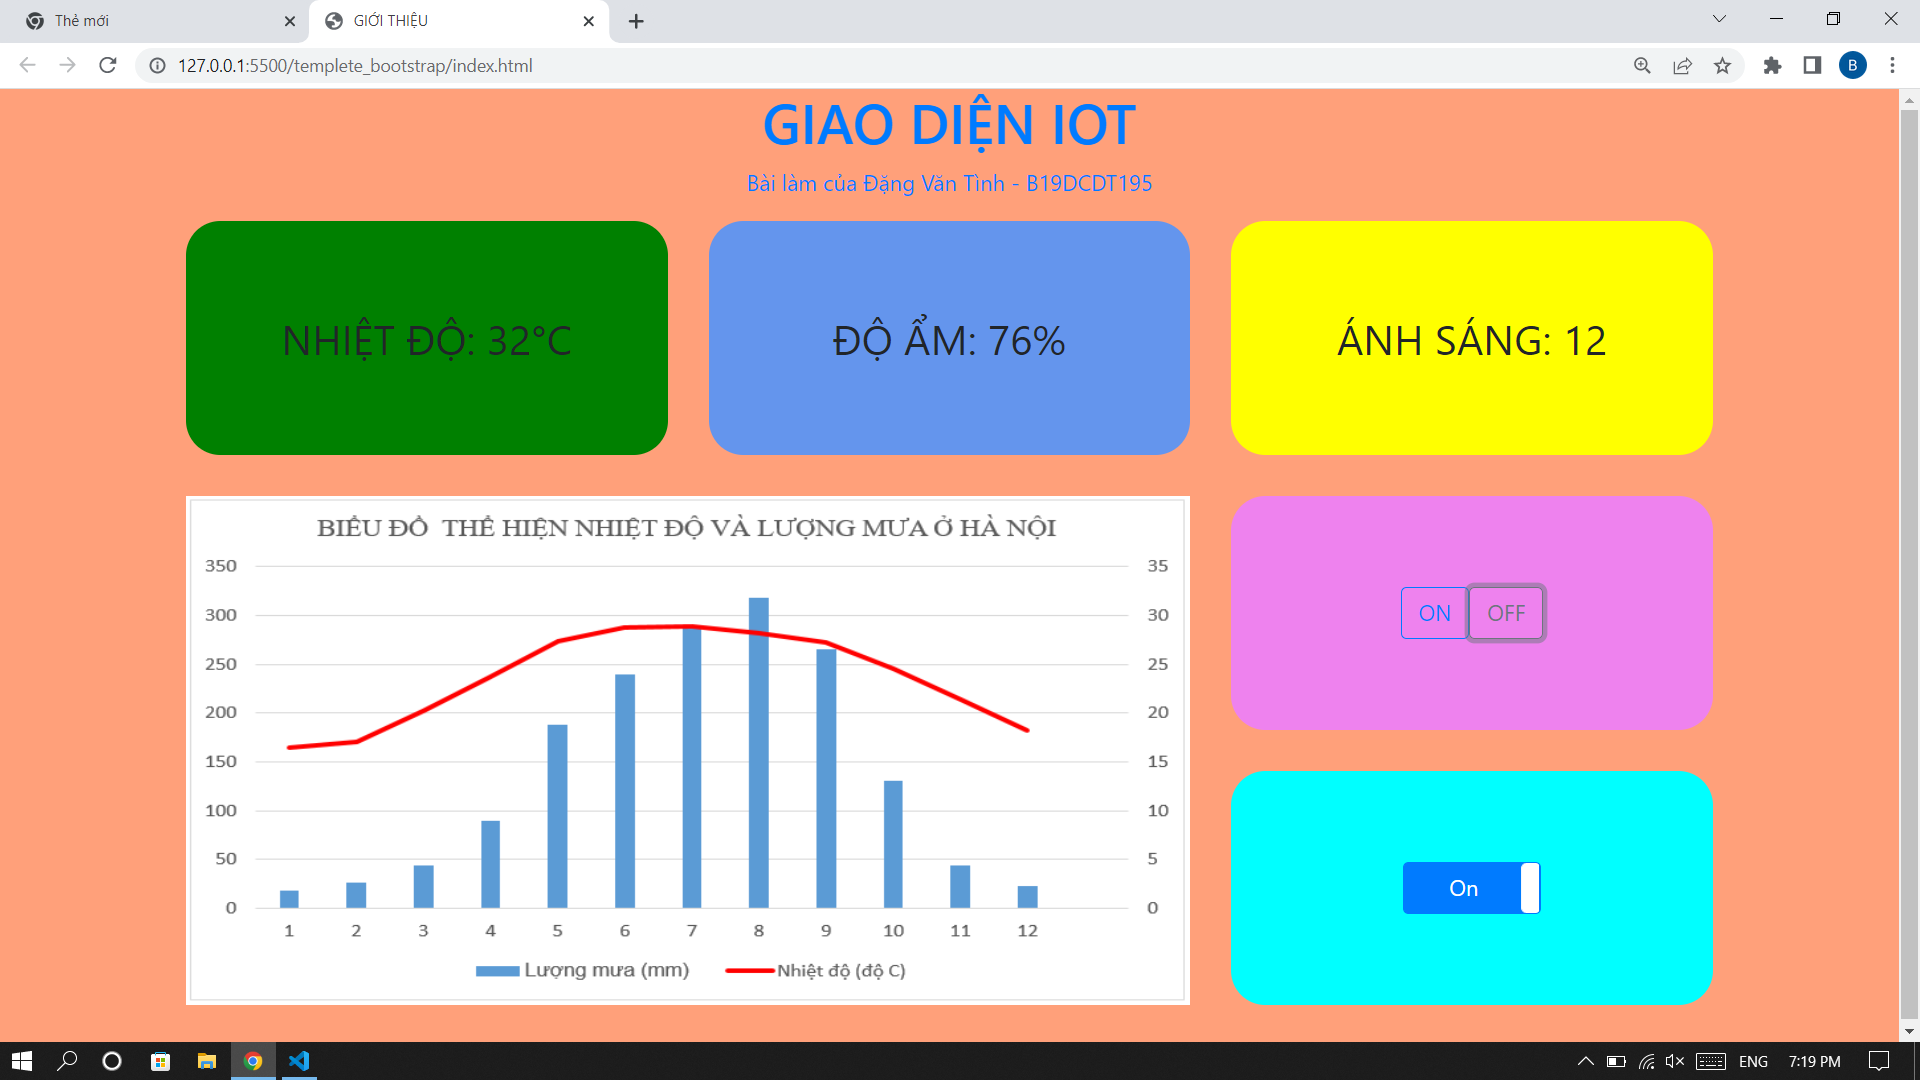 Thẻ mới
GIỚI THIỆU
127.0.0.1:5500/templete_bootstrap/index.html
B
GIAO DIỆN IOT
Bài làm của Đặng Văn Tình - B19DCDT195
NHIỆT ĐỘ: 32°C
ĐỘ ẨM: 76%
ÁNH SÁNG: 12
BIỂU ĐỒ THỂ HIỆN NHIỆT ĐỘ VÀ LƯỢNG MƯA Ở HÀ NỘI
350 35
300 30
250 25
200 20
150 15
100 10
50 5
0 0
1 2 3 4 5 6 7 8 9 10 11 12
Lượng mưa (mm) Nhiệt độ (độ C)
ON OFF
On
ENG 7:19 PM